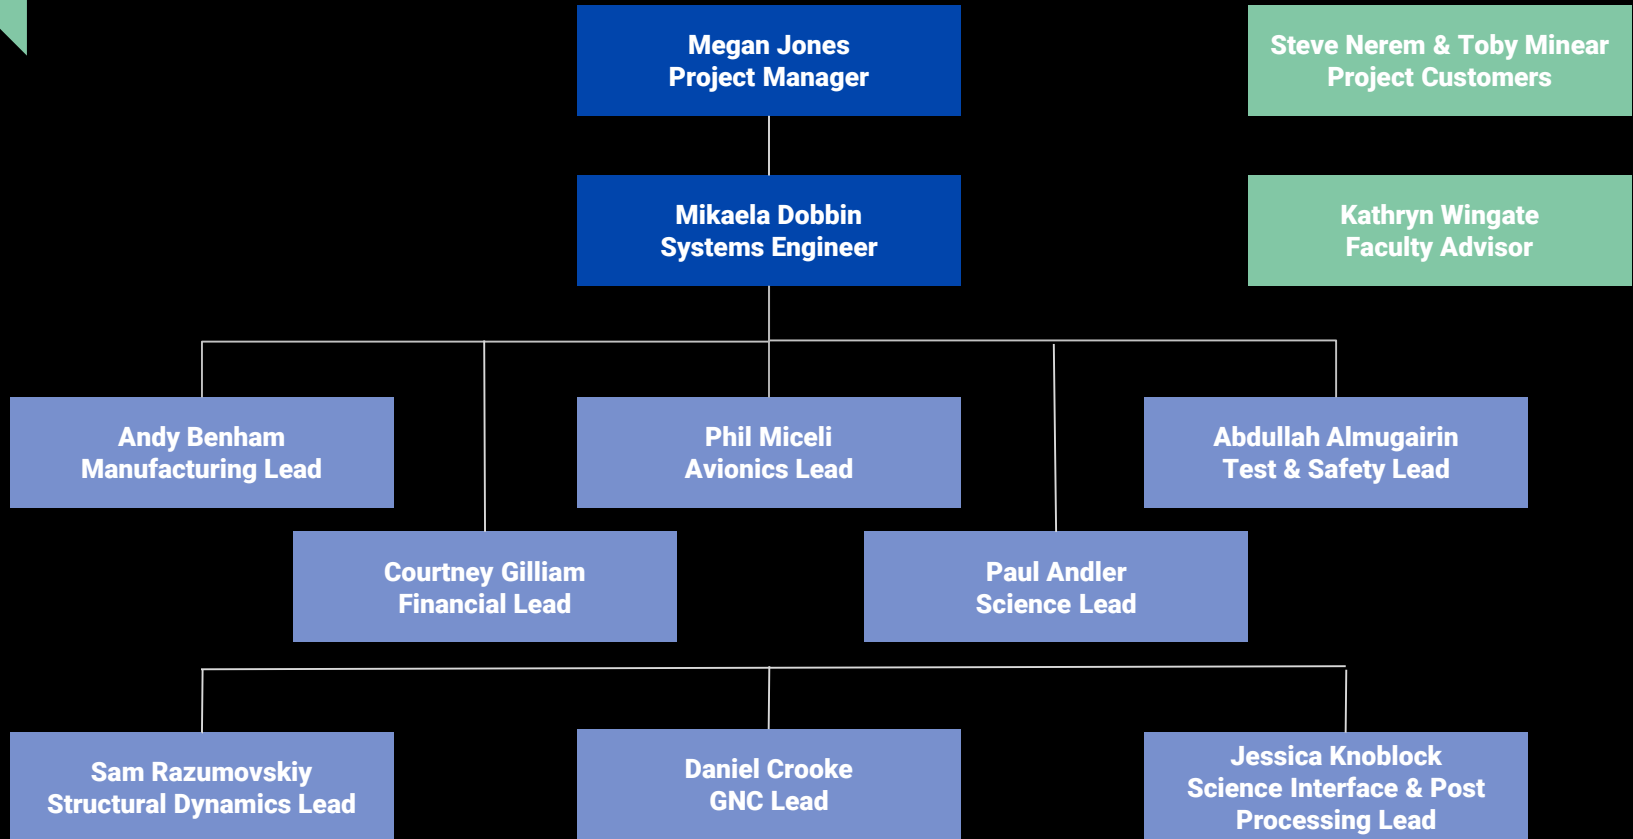 Megan Jones
Project Manager
Steve Nerem & Toby Minear
Project Customers
Mikaela Dobbin
Systems Engineer
Kathryn Wingate
Faculty Advisor
Andy Benham
Manufacturing Lead
Phil Miceli
Avionics Lead
Abdullah Almugairin
Test & Safety Lead
Courtney Gilliam
Financial Lead
Paul Andler
Science Lead
Sam Razumovskiy
Structural Dynamics Lead
Daniel Crooke
GNC Lead
Jessica Knoblock
Science Interface & Post
Processing Lead